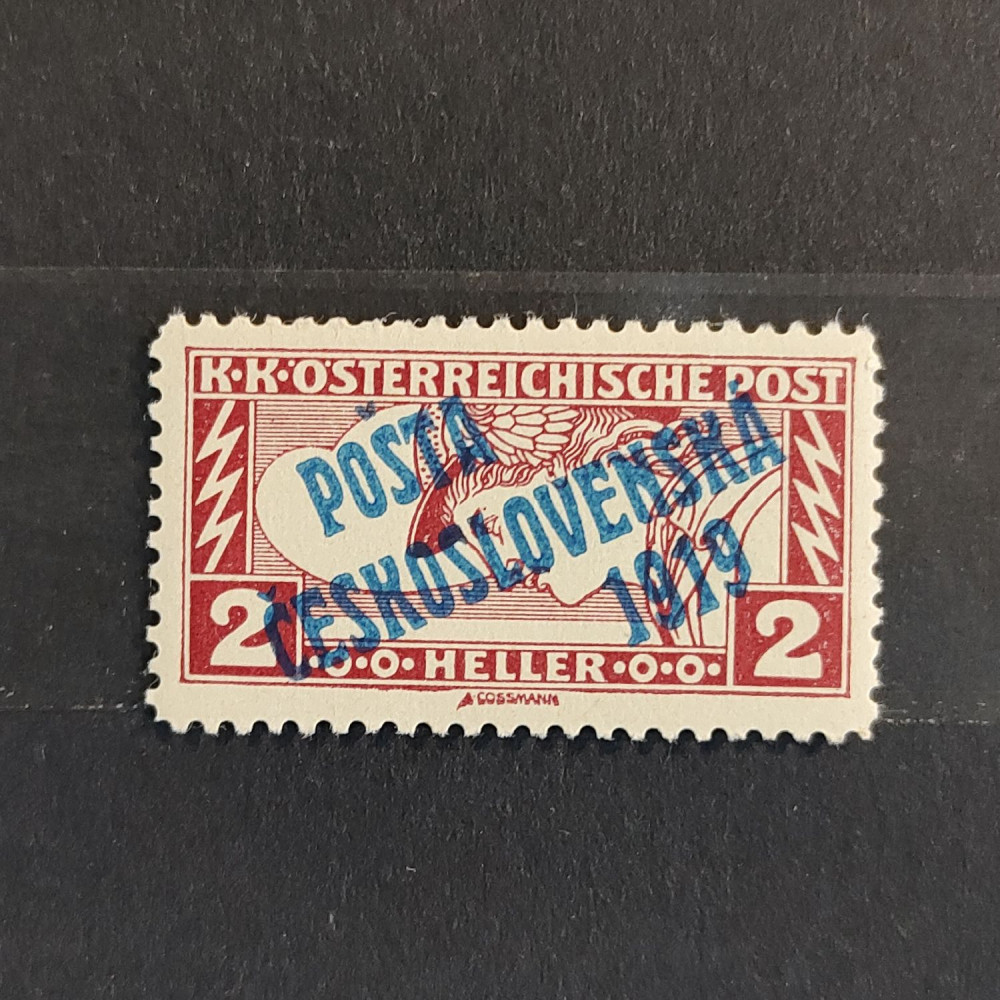 K·K·ÖSTERREICHISCHE POST
POŠTA
ČESKOSLOVENSKÁ
1919
2 ·O·O·HELLER·O·O· 2
A COSSMANN